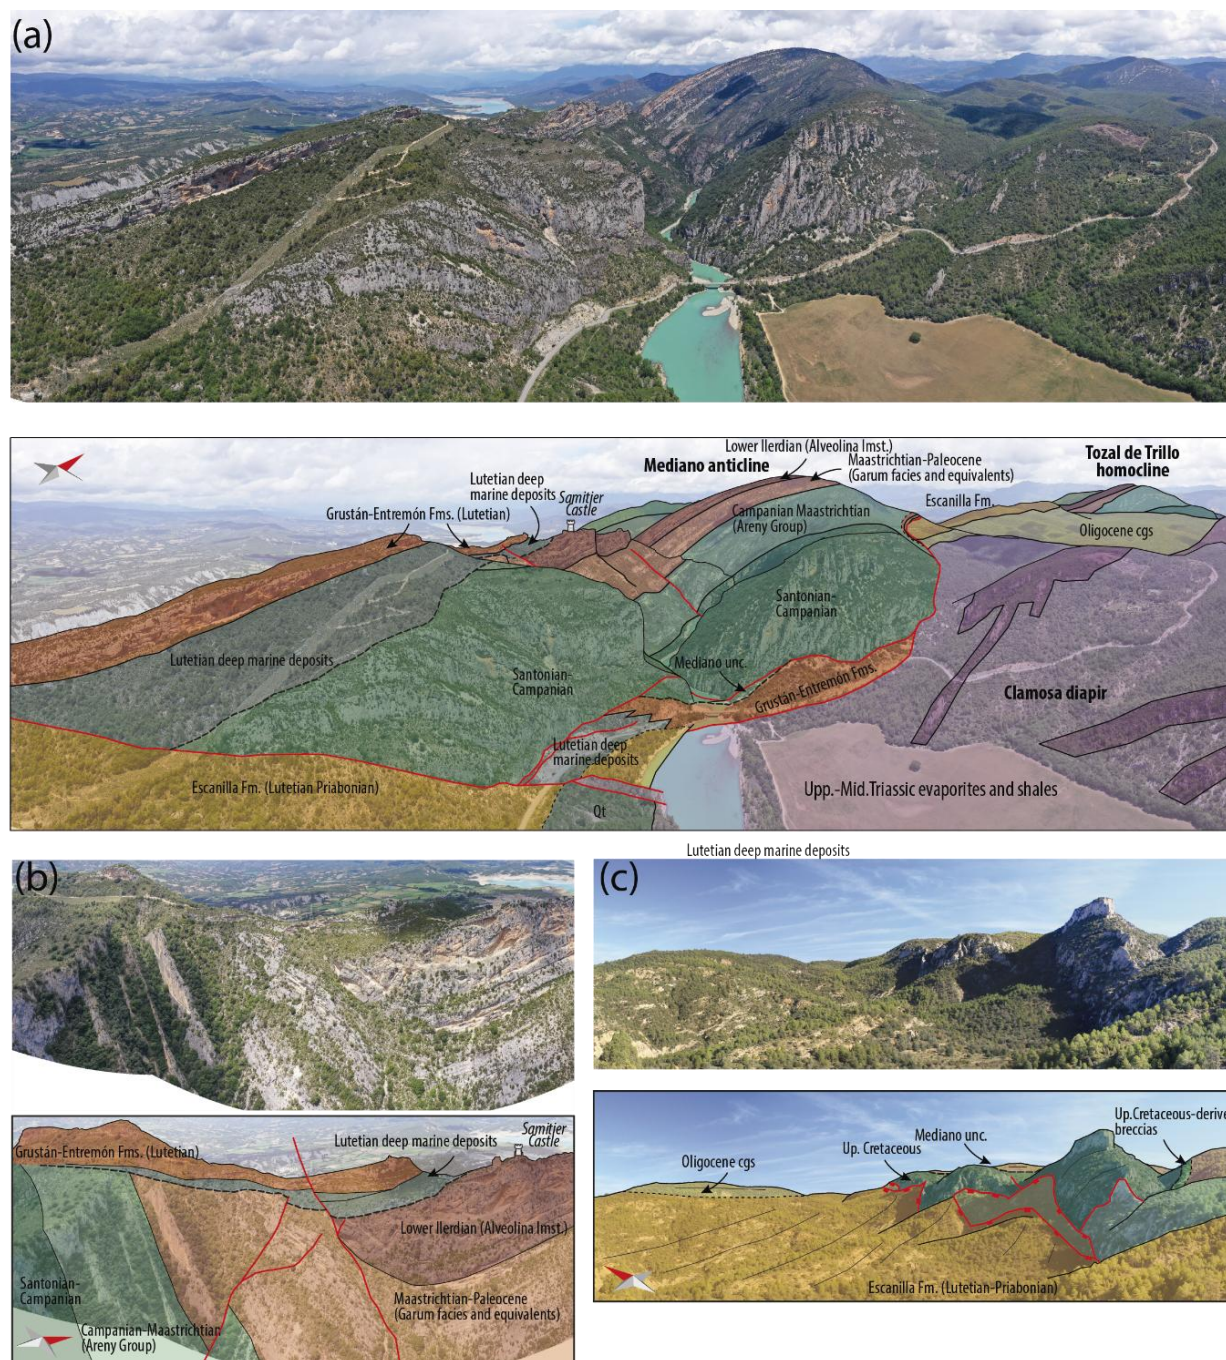 (a)
Lower Ilerdian (Alveolina lmst.)
Mediano anticline
Maastrichtian-Paleocene
(Garum facies and equivalents)
Tozal de Trillo
homocline
Lutetian deep
marine deposits
Samitier
Castle
Escanilla Fm.
Grustán-Entremón Fms. (Lutetian)
Campanian Maastrichtian
(Areny Group)
Oligocene cgs
Santonian-
Campanian
Lutetian deep marine deposits
Mediano unc.
Santonian-
Campanian
Grustán-Entremón Fms.
Clamosa diapir
Lutetian deep
marine deposits
Escanilla Fm. (Lutetian Priabonian)
Upp.-Mid.Triassic evaporites and shales
Qt
(b)
Lutetian deep marine deposits
(c)
Samitier
Castle
Lutetian deep marine deposits
Grustán-Entremón Fms. (Lutetian)
Lower Ilerdian (Alveolina lmst.)
Santonian-
Campanian
Maastrichtian-Paleocene
(Garum facies and equivalents)
Campanian-Maastrichtian
(Areny Group)
Up.Cretaceous-derive
breccias
Mediano unc.
Up. Cretaceous
Oligocene cgs
Escanilla Fm. (Lutetian-Priabonian)